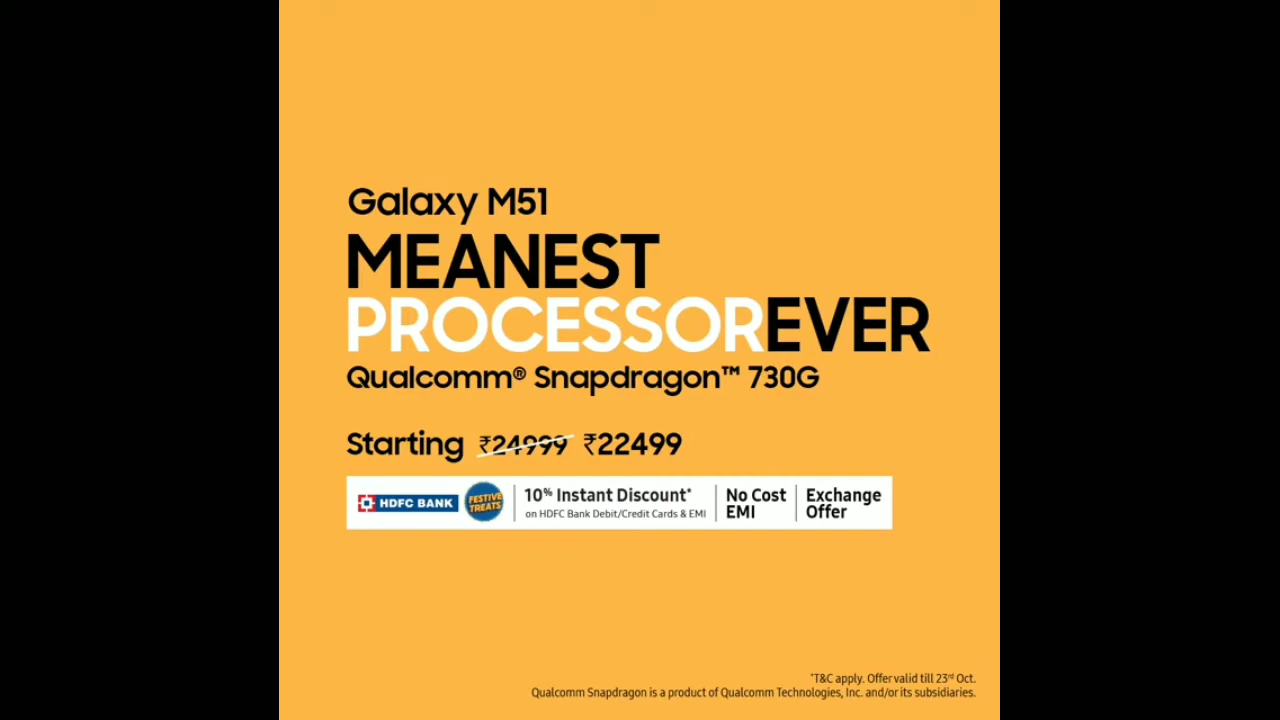 Galaxy M51
MEANEST
PROCESSOREVER
Qualcomm® Snapdragon™ 730G
Starting ₹24999 ₹22499
HDFC BANK
FESTIVE
TREATS
10% Instant Discount*
on HDFC Bank Debit/Credit Cards & EMI
No Cost
EMI
Exchange
Offer
*T&C apply. Offer valid till 23rd Oct.
Qualcomm Snapdragon is a product of Qualcomm Technologies, Inc. and/or its subsidiaries.